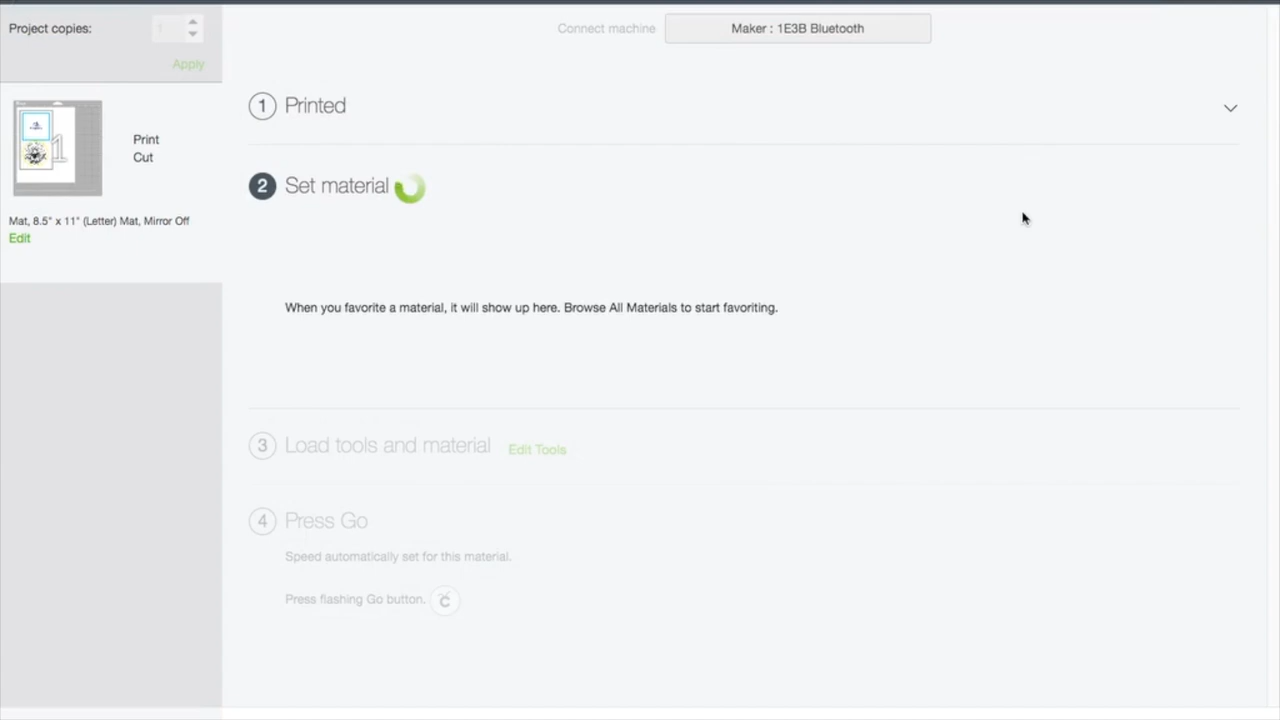 Project copies:
1
Apply
Connect machine
Maker : 1E3B Bluetooth
1 Printed
Print
Cut
2 Set material
Mat, 8.5" x 11" (Letter) Mat, Mirror Off
Edit
When you favorite a material, it will show up here. Browse All Materials to start favoriting.
3 Load tools and material Edit Tools
4 Press Go
Speed automatically set for this material.
Press flashing Go button.